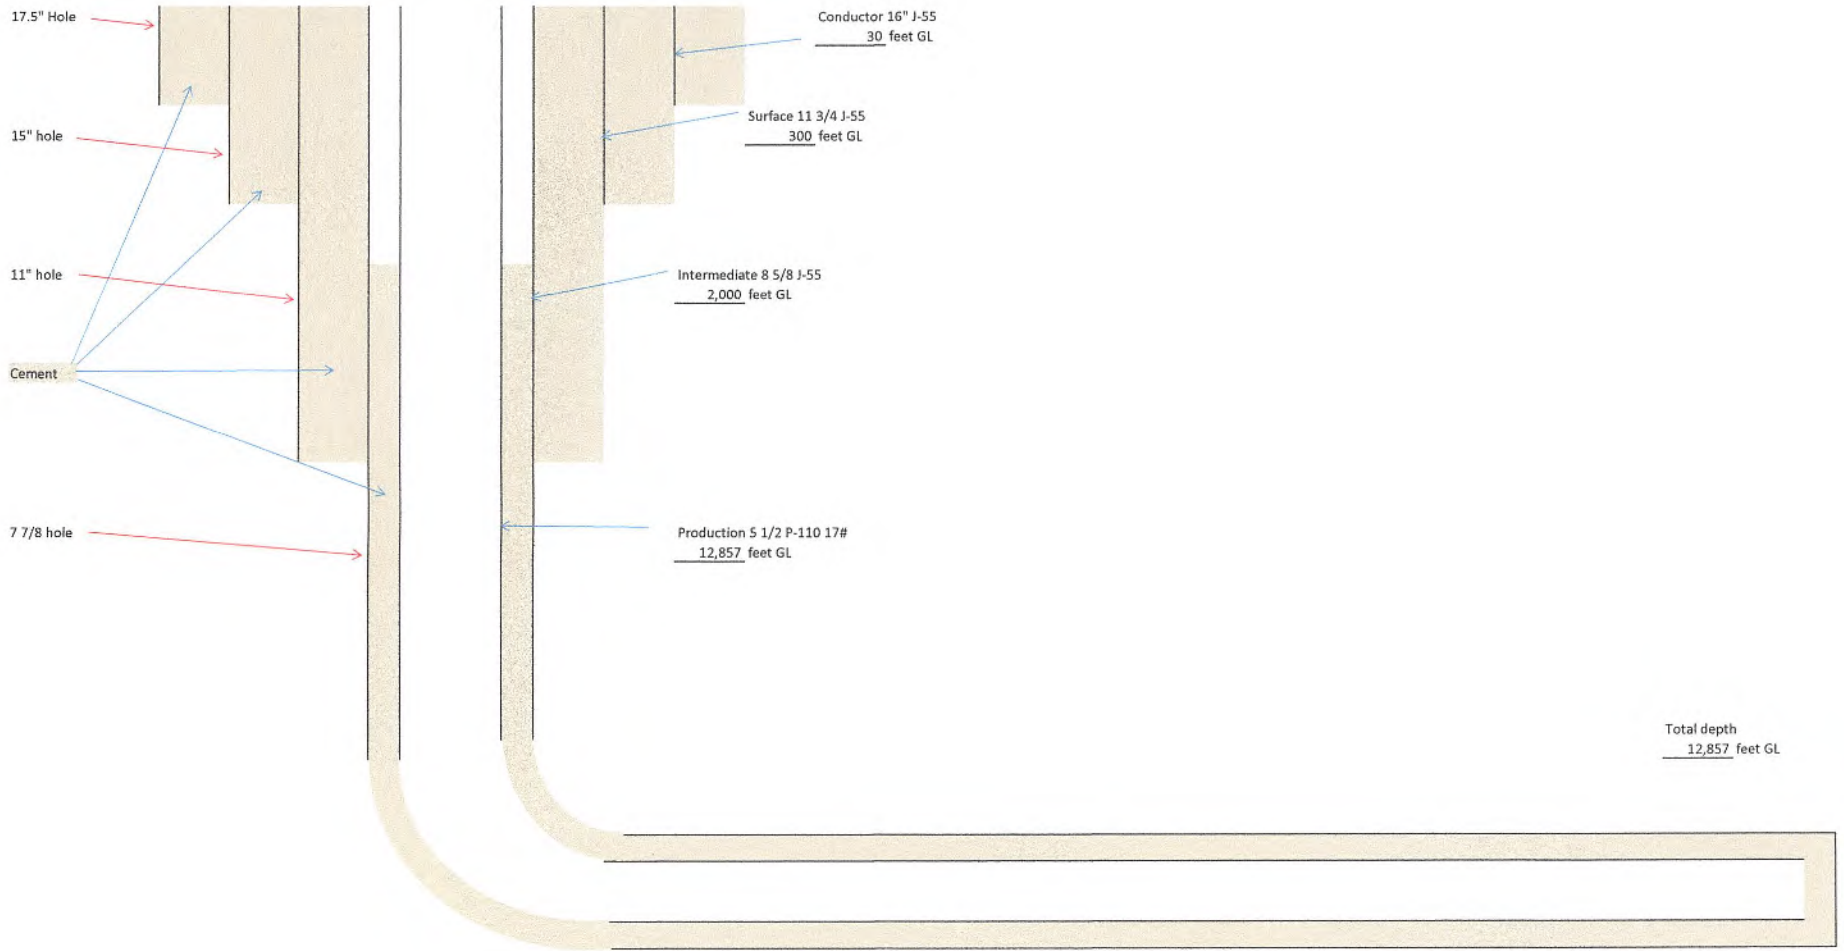 17.5" Hole
Conductor 16" J-55
30 feet GL
Surface 11 3/4 J-55
300 feet GL
15" hole
11" hole
Intermediate 8 5/8 J-55
2,000 feet GL
Cement
7 7/8 hole
Production 5 1/2 P-110 17#
12,857 feet GL
Total depth
12,857 feet GL